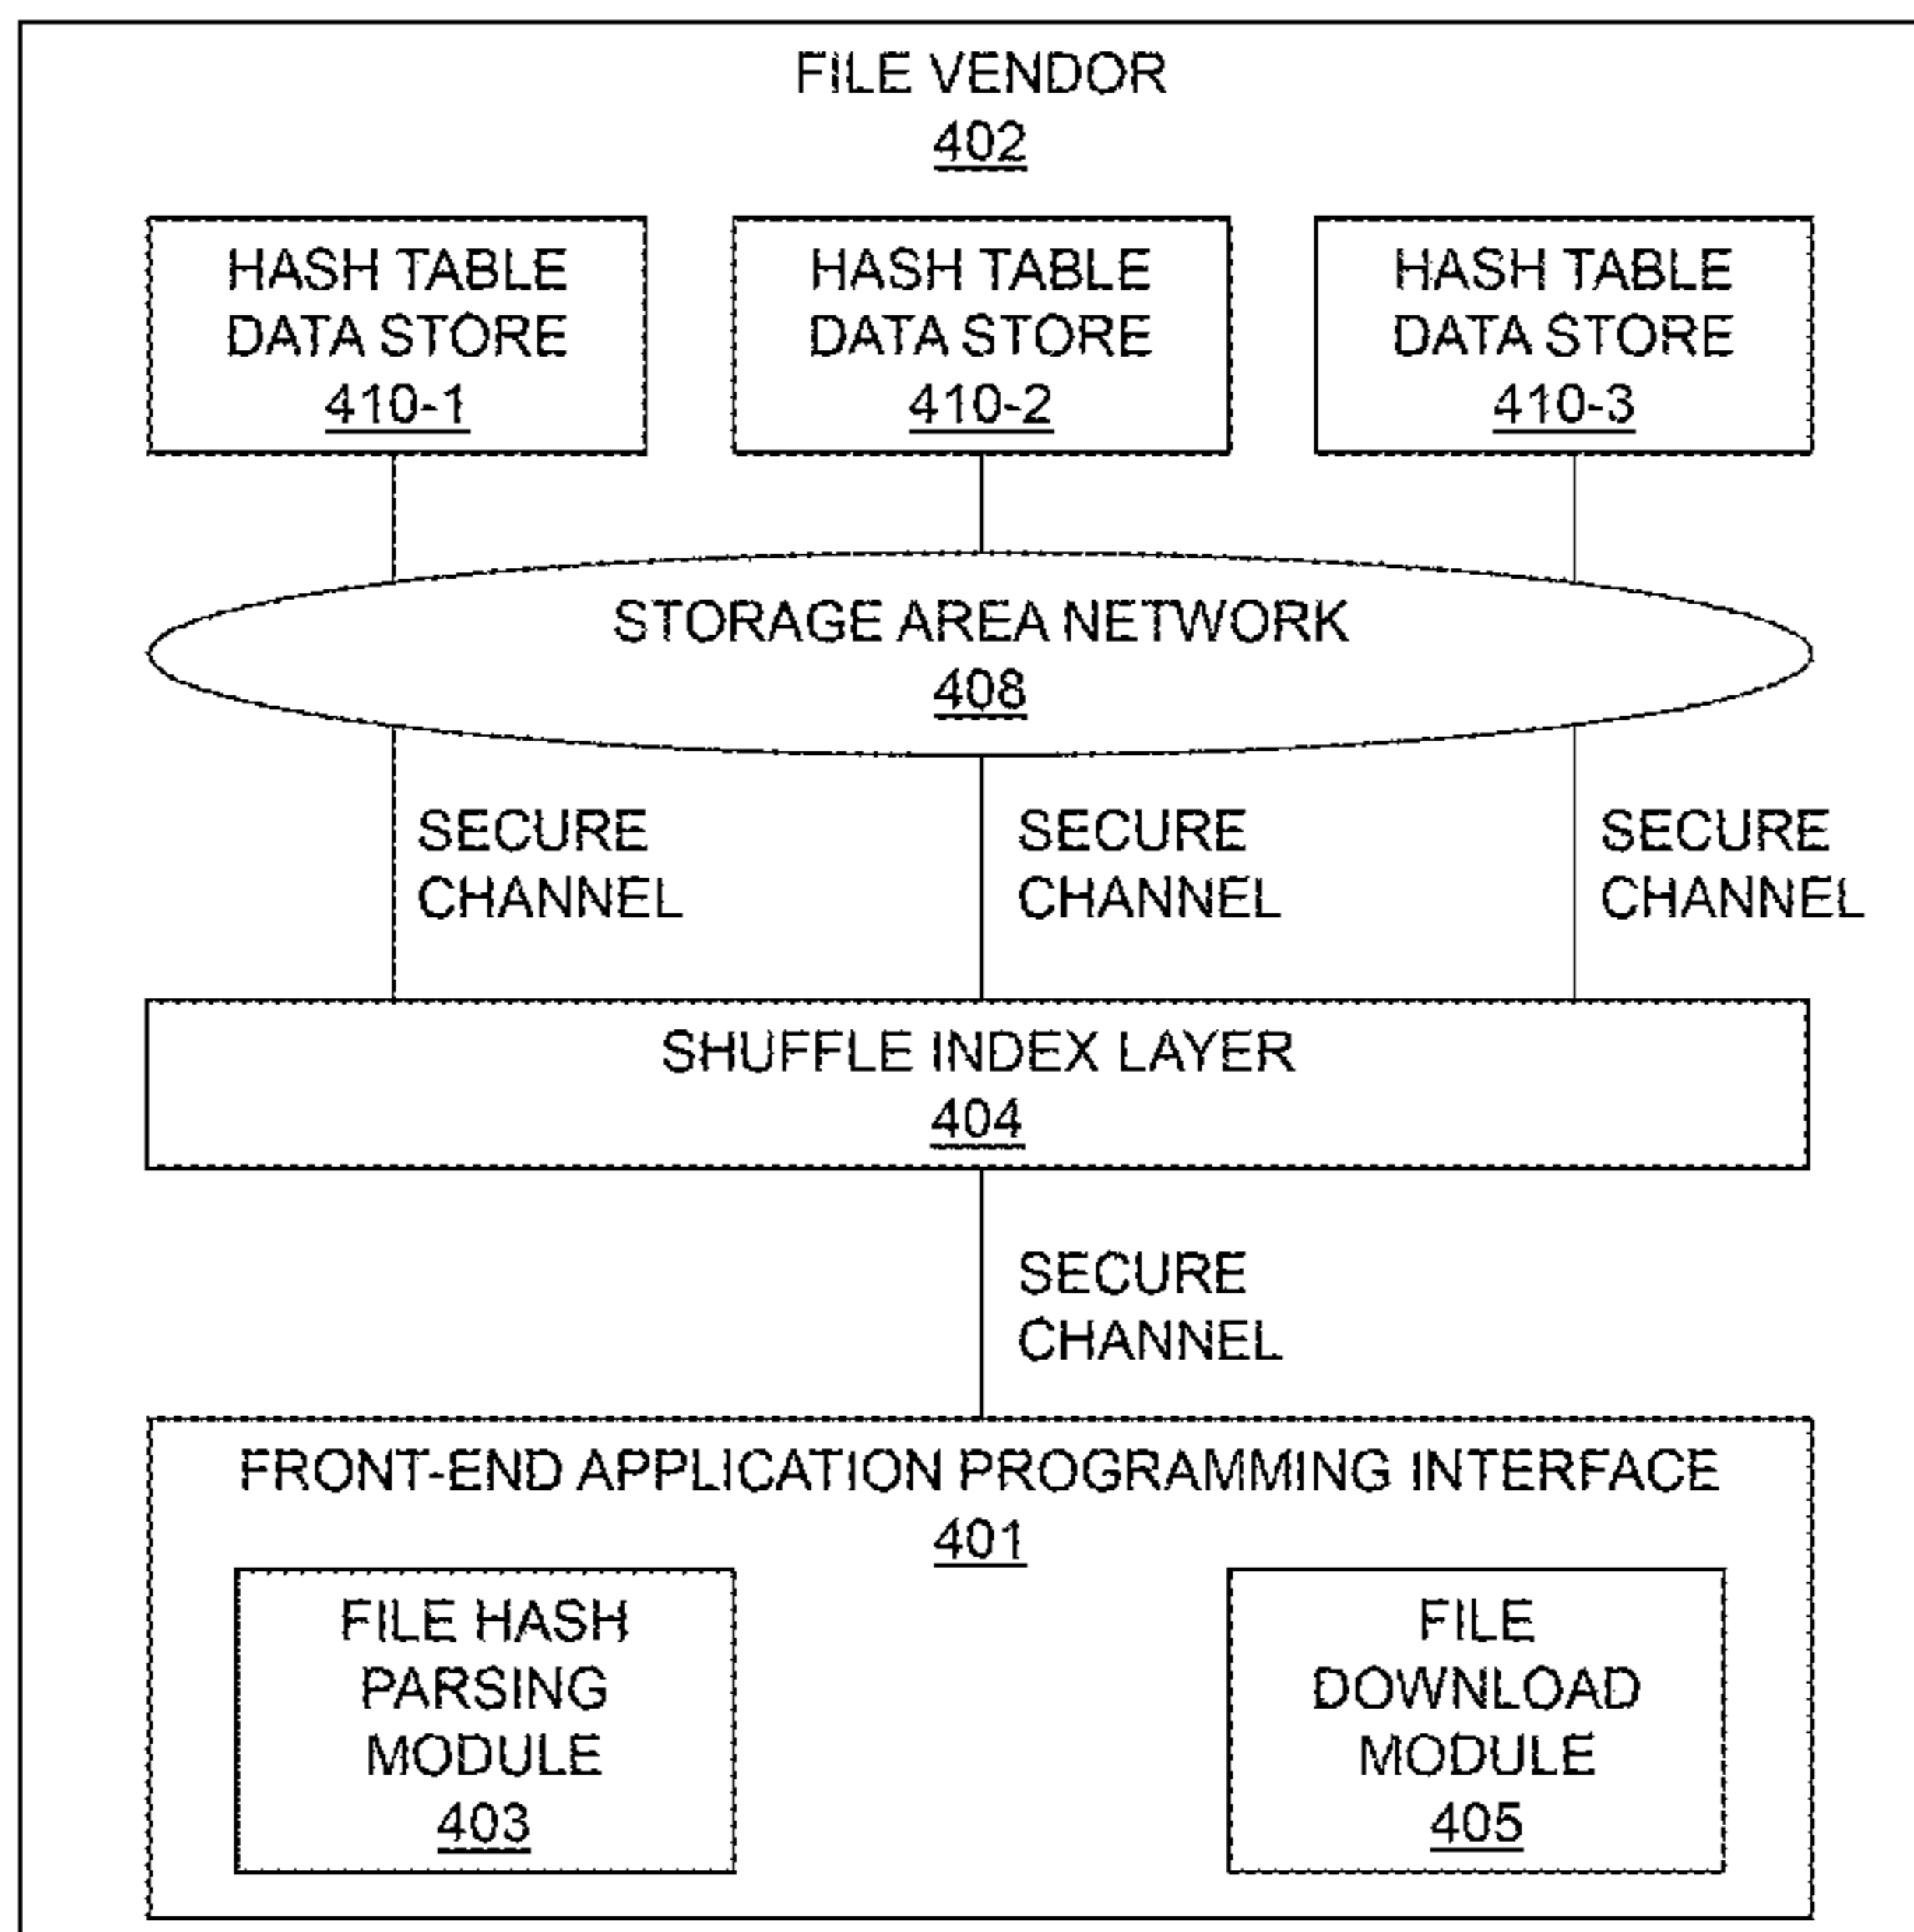 FILE VENDOR
402
HASH TABLE
DATA STORE
410-1
HASH TABLE
DATA STORE
410-2
HASH TABLE
DATA STORE
410-3
STORAGE AREA NETWORK
408
SECURE
CHANNEL
SECURE
CHANNEL
SECURE
CHANNEL
SHUFFLE INDEX LAYER
404
SECURE
CHANNEL
FRONT-END APPLICATION PROGRAMMING INTERFACE
401
FILE HASH
PARSING
MODULE
403
FILE
DOWNLOAD
MODULE
405